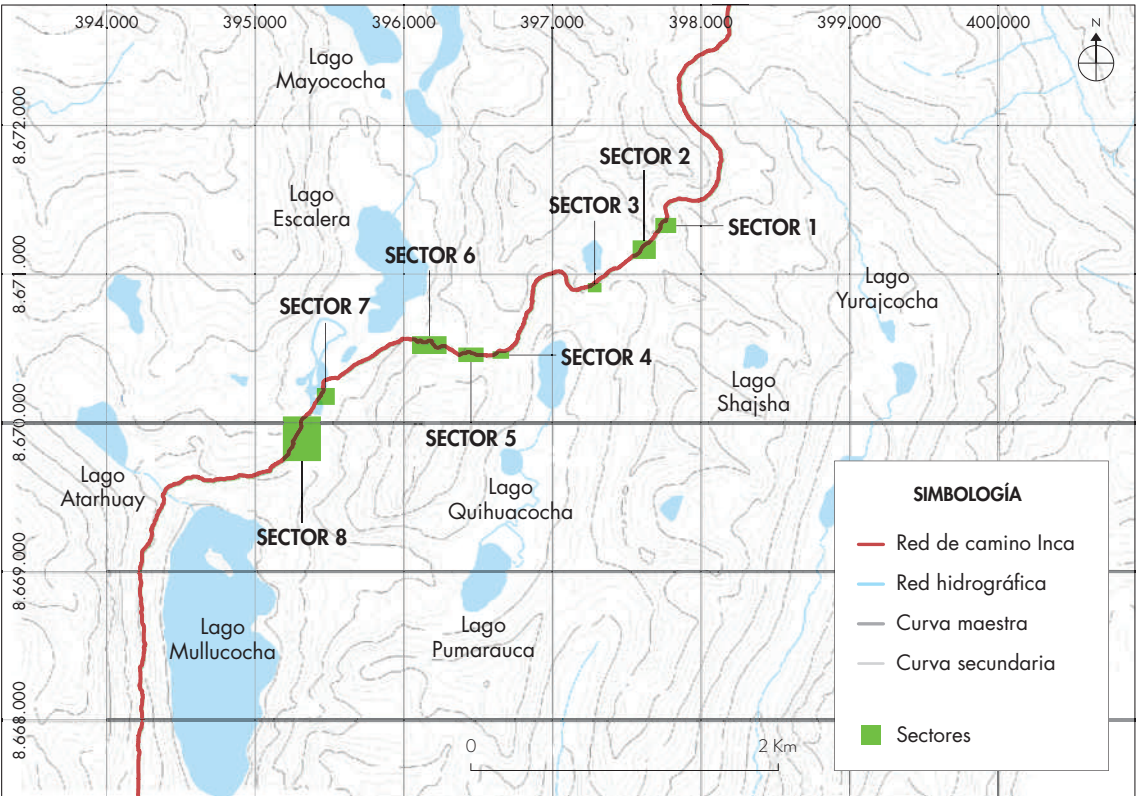 394.000
395.000
396.000
397.000
398.000
399.000
400.000
N
8.672.000
8.671.000
8.670.000
8.669.000
8.668.000
Lago
Mayococha
SECTOR 2
Lago
Escalera
SECTOR 3
SECTOR 1
SECTOR 6
Lago
Yurajcocha
SECTOR 7
SECTOR 4
Lago
Shajsha
SECTOR 5
Lago
Atarhuay
Lago
Quihuacocha
SECTOR 8
Lago
Mullucocha
Lago
Pumarauca
SIMBOLOGÍA
Red de camino Inca
Red hidrográfica
Curva maestra
Curva secundaria
Sectores
0
2 Km